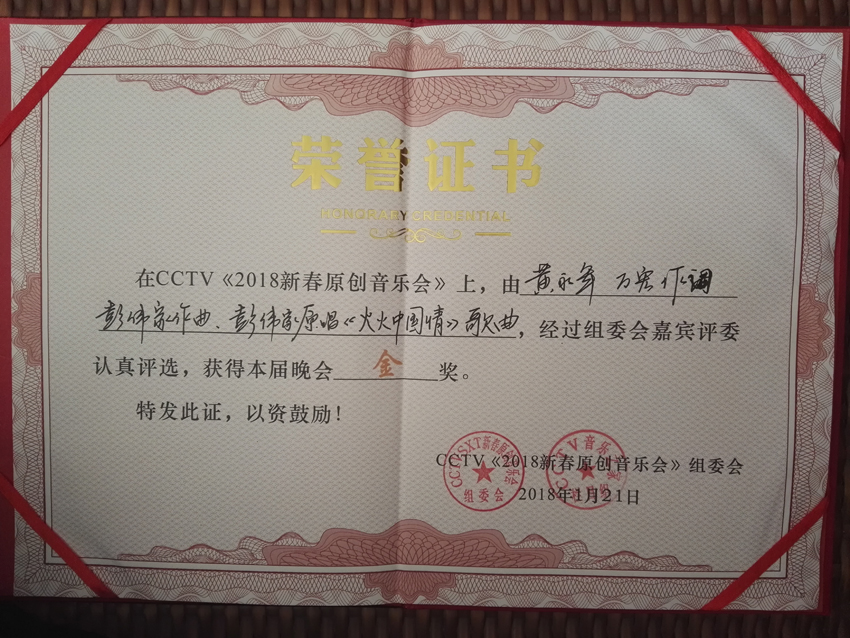 荣誉证书
HONORARY CREDENTIAL
在CCTV《2018新春原创音乐会》上，由黄永军 万宏作词
彭伟家作曲、彭伟家原唱《火火中国情》歌曲，经过组委会嘉宾评委
认真评选，获得本届晚会金奖。
特发此证，以资鼓励！
CCTV《2018新春原创音乐会》组委会
2018年1月21日
组委会